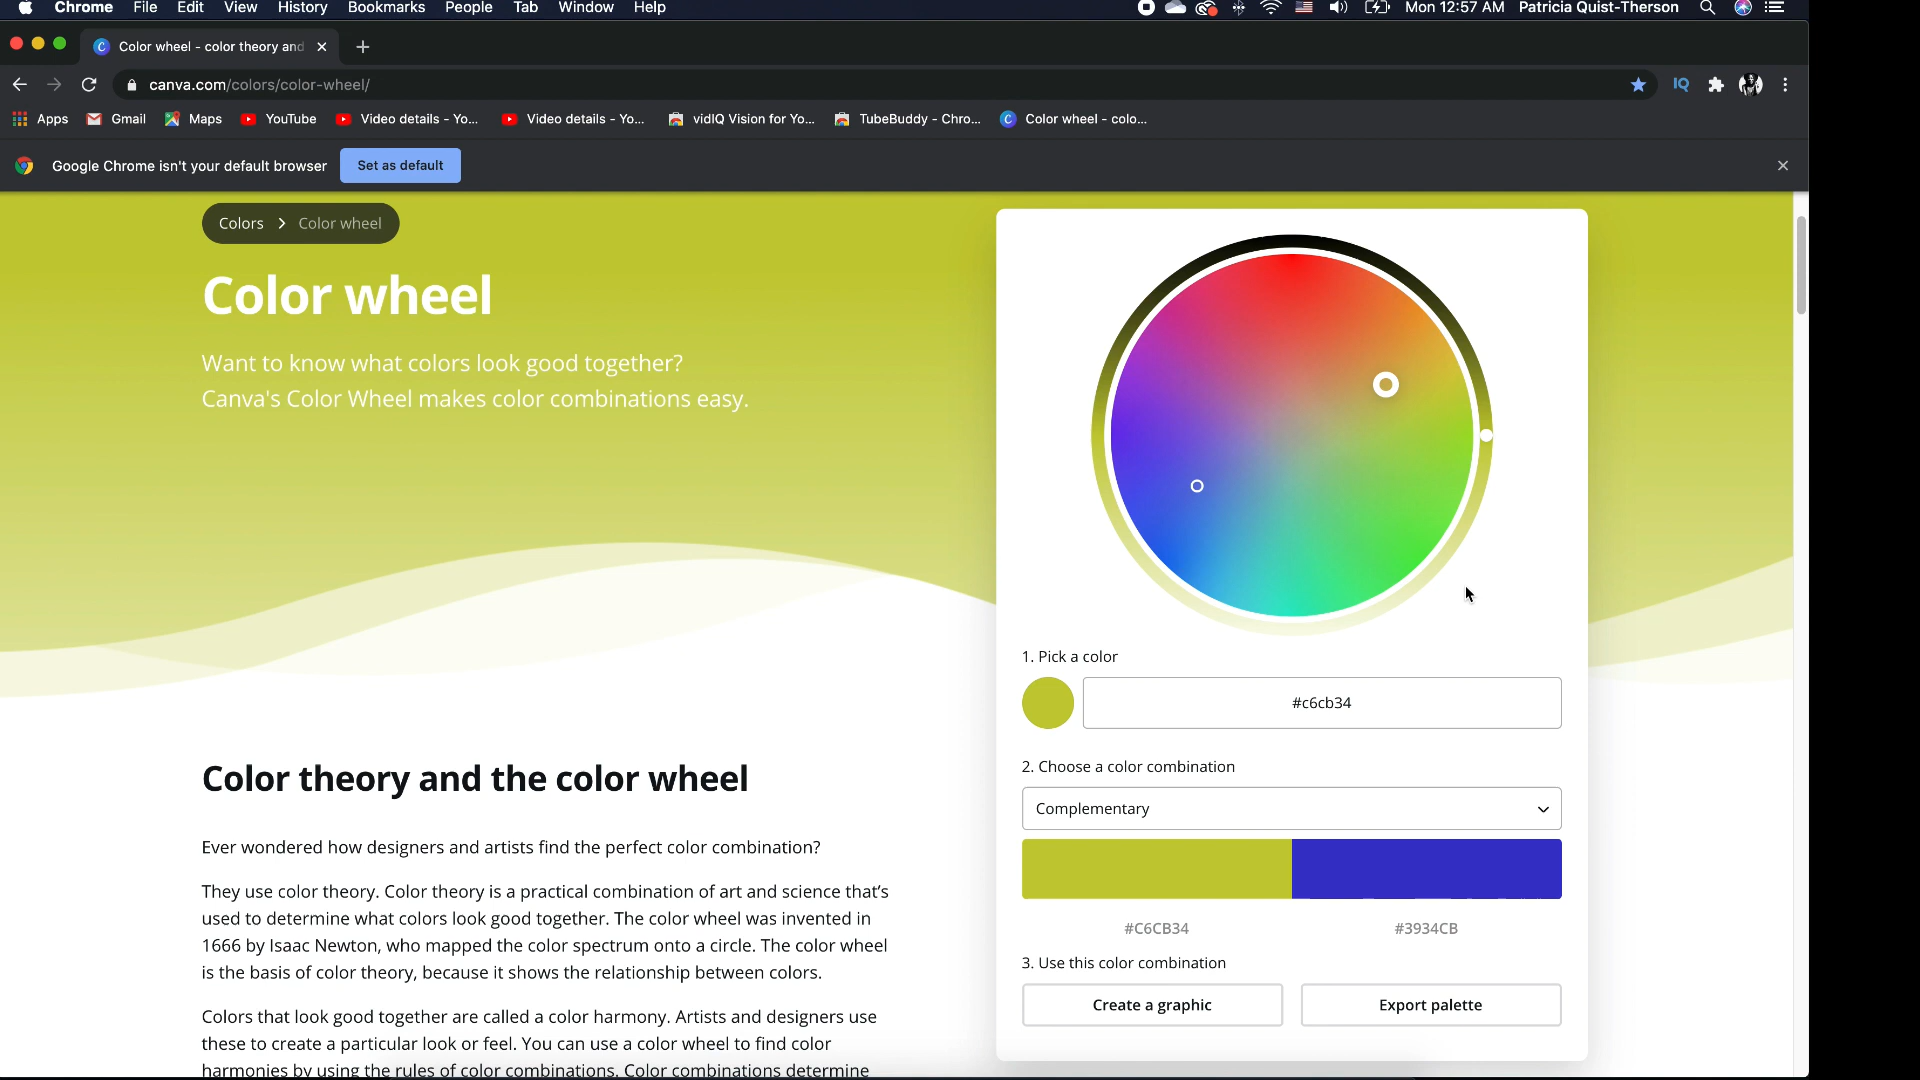 Chrome File Edit View History Bookmarks People Tab Window Help Mon 12:57 AM Patricia Quist-Therson
Color wheel - color theory and
canva.com/colors/color-wheel/ IQ
Apps Gmail Maps YouTube Video details - Yo... Video details - Yo... vidIQ Vision for Yo... TubeBuddy - Chro... Color wheel - colo...
Google Chrome isn't your default browser Set as default
Colors > Color wheel
Color wheel
Want to know what colors look good together?
Canva's Color Wheel makes color combinations easy.
Color theory and the color wheel
Ever wondered how designers and artists find the perfect color combination?
They use color theory. Color theory is a practical combination of art and science that's
used to determine what colors look good together. The color wheel was invented in
1666 by Isaac Newton, who mapped the color spectrum onto a circle. The color wheel
is the basis of color theory, because it shows the relationship between colors.
Colors that look good together are called a color harmony. Artists and designers use
these to create a particular look or feel. You can use a color wheel to find color
harmonies by using the rules of color combinations. Color combinations determine
1. Pick a color
#c6cb34
2. Choose a color combination
Complementary
#C6CB34 #3934CB
3. Use this color combination
Create a graphic Export palette